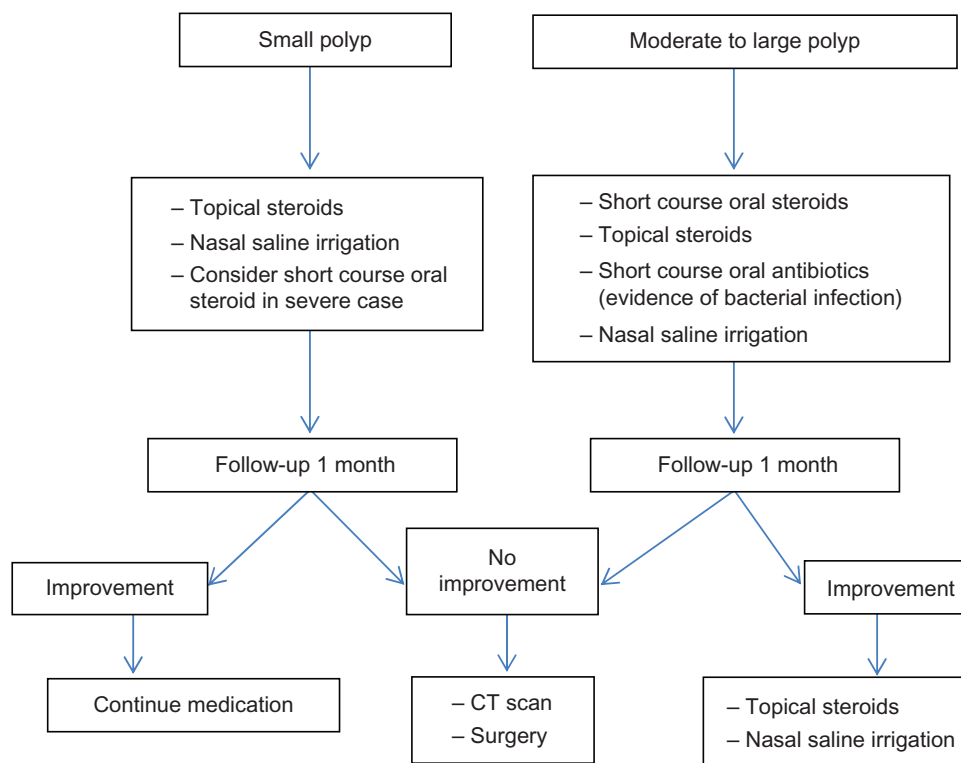 Small polyp
Moderate to large polyp
– Topical steroids
– Nasal saline irrigation
– Consider short course oral
steroid in severe case
– Short course oral steroids
– Topical steroids
– Short course oral antibiotics
(evidence of bacterial infection)
– Nasal saline irrigation
Follow-up 1 month
Follow-up 1 month
Improvement
No
improvement
Improvement
Continue medication
– CT scan
– Surgery
– Topical steroids
– Nasal saline irrigation